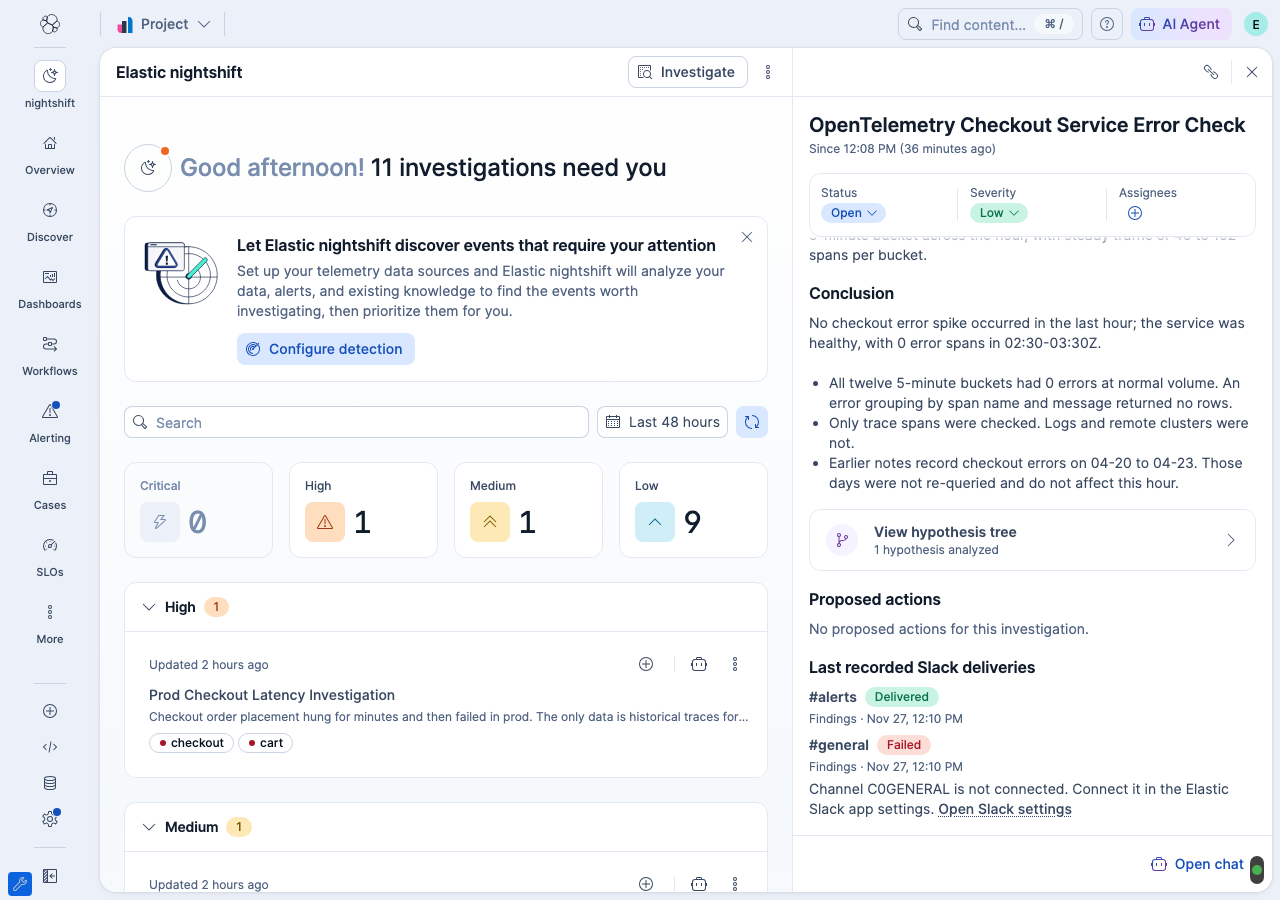 Project
Find content...
⌘ /
AI Agent
E
nightshift
Overview
Discover
Dashboards
Workflows
Alerting
Cases
SLOs
More
Elastic nightshift
Investigate
Good afternoon! 11 investigations need you
Let Elastic nightshift discover events that require your attention
Set up your telemetry data sources and Elastic nightshift will analyze your
data, alerts, and existing knowledge to find the events worth
investigating, then prioritize them for you.
Configure detection
Search
Last 48 hours
Critical
0
High
1
Medium
1
Low
9
High 1
Updated 2 hours ago
Prod Checkout Latency Investigation
Checkout order placement hung for minutes and then failed in prod. The only data is historical traces for...
checkout
cart
Medium 1
Updated 2 hours ago
OpenTelemetry Checkout Service Error Check
Since 12:08 PM (36 minutes ago)
Status
Open
Severity
Low
Assignees
spans per bucket.
Conclusion
No checkout error spike occurred in the last hour; the service was
healthy, with 0 error spans in 02:30-03:30Z.
All twelve 5-minute buckets had 0 errors at normal volume. An
error grouping by span name and message returned no rows.
Only trace spans were checked. Logs and remote clusters were
not.
Earlier notes record checkout errors on 04-20 to 04-23. Those
days were not re-queried and do not affect this hour.
View hypothesis tree
1 hypothesis analyzed
Proposed actions
No proposed actions for this investigation.
Last recorded Slack deliveries
#alerts Delivered
Findings · Nov 27, 12:10 PM
#general Failed
Findings · Nov 27, 12:10 PM
Channel C0GENERAL is not connected. Connect it in the Elastic
Slack app settings. Open Slack settings
Open chat